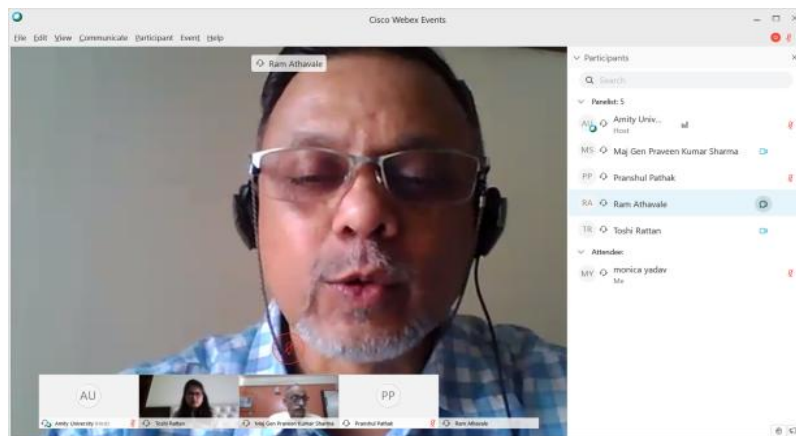 Cisco Webex Events
File Edit View Communicate Participant Event Help
Ram Athavale
Participants
Search
Panelist: 5
AU Amity Univ...
Host
MS Maj Gen Praveen Kumar Sharma
PP Pranshul Pathak
RA Ram Athavale
TR Toshi Rattan
Attendee:
MY monica yadav
Me
AU
PP
Amity University
Toshi Rattan
Maj Gen Praveen Kumar Sharma
Pranshul Pathak
Ram Athavale